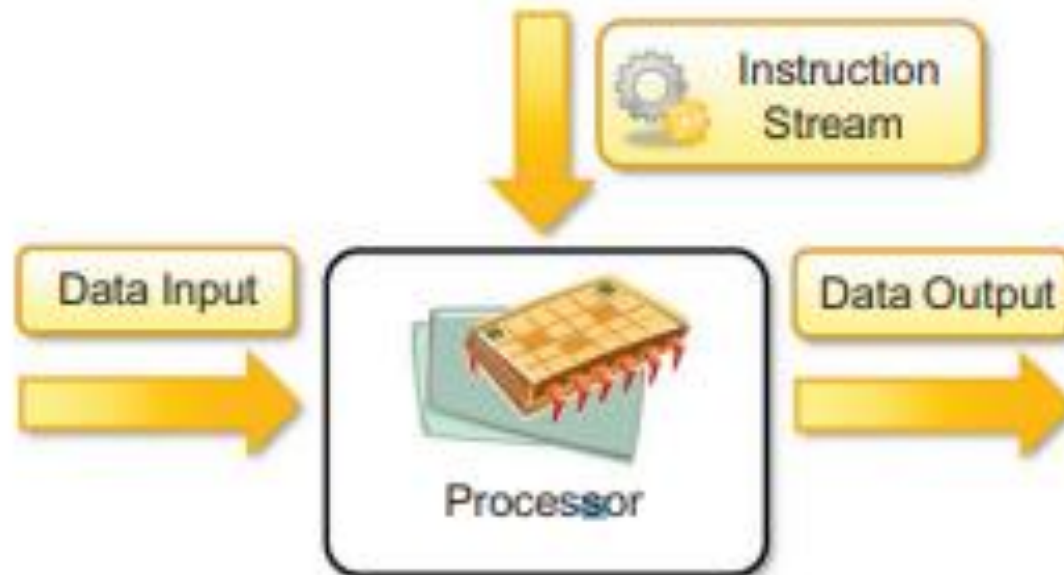 Instruction
Stream
Data Input
Data Output
Processor